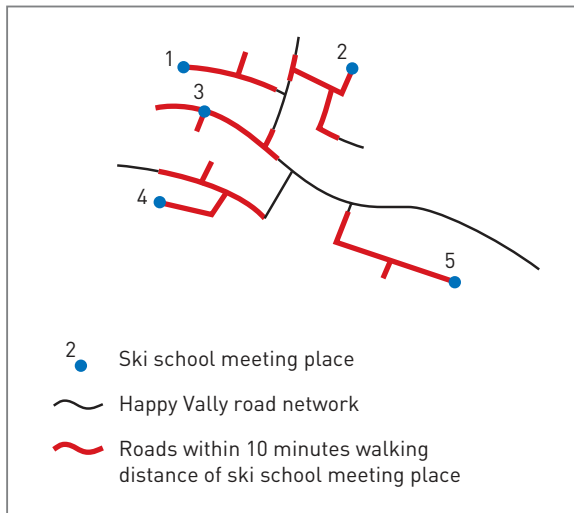 1
2
3
4
5
2 Ski school meeting place
Happy Vally road network
Roads within 10 minutes walking
distance of ski school meeting place